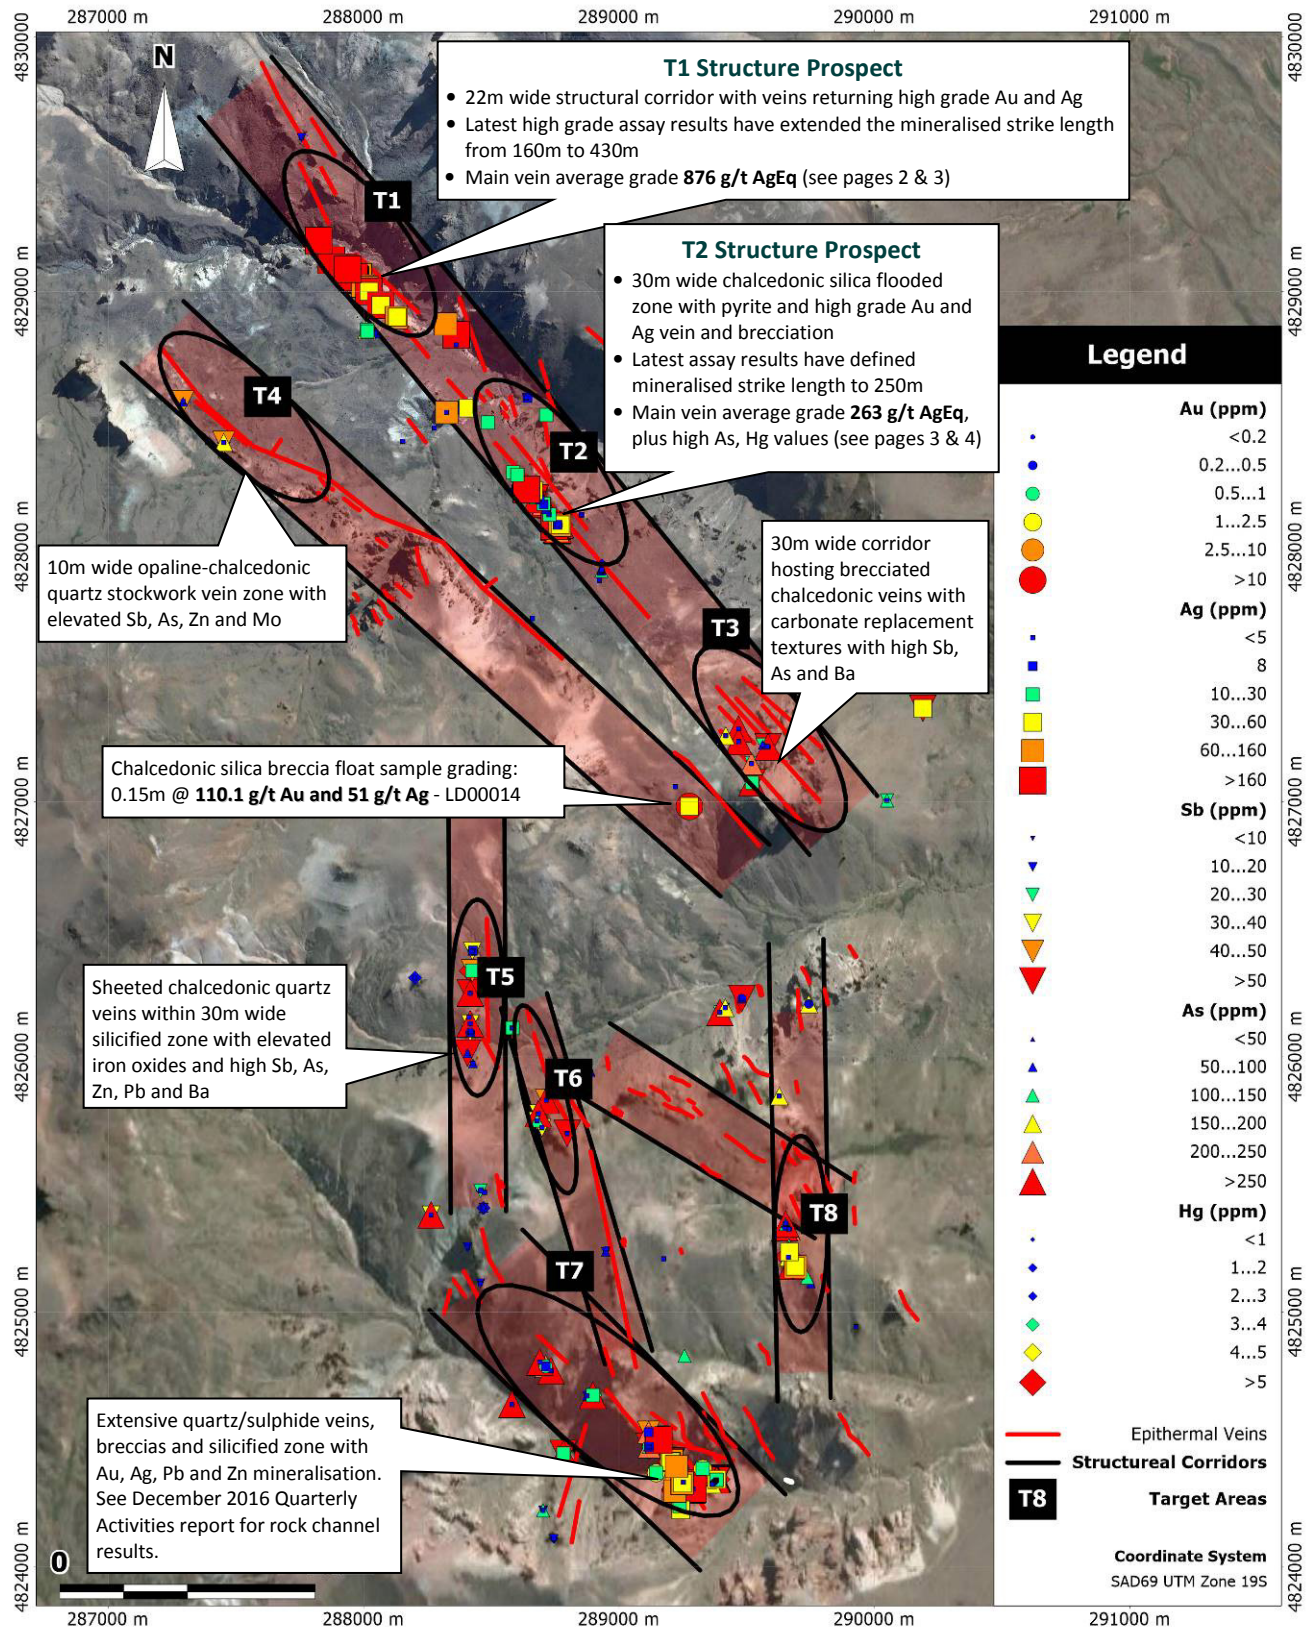 287000 m
288000 m
289000 m
290000 m
291000 m
4830000
4830000
N
T1 Structure Prospect
• 22m wide structural corridor with veins returning high grade Au and Ag
• Latest high grade assay results have extended the mineralised strike length
from 160m to 430m
• Main vein average grade 876 g/t AgEq (see pages 2 & 3)
T1
T2 Structure Prospect
• 30m wide chalcedonic silica flooded
zone with pyrite and high grade Au and
Ag vein and brecciation
• Latest assay results have defined
mineralised strike length to 250m
• Main vein average grade 263 g/t AgEq,
plus high As, Hg values (see pages 3 & 4)
4829000 m
4829000 m
T4
T2
10m wide opaline-chalcedonic
quartz stockwork vein zone with
elevated Sb, As, Zn and Mo
30m wide corridor
hosting brecciated
chalcedonic veins with
carbonate replacement
textures with high Sb,
As and Ba
4828000 m
4828000 m
T3
Chalcedonic silica breccia float sample grading:
0.15m @ 110.1 g/t Au and 51 g/t Ag - LD00014
4827000 m
4827000 m
Sheeted chalcedonic quartz
veins within 30m wide
silicified zone with elevated
iron oxides and high Sb, As,
Zn, Pb and Ba
T5
T6
4826000 m
4826000 m
T8
T7
4825000 m
4825000 m
Extensive quartz/sulphide veins,
breccias and silicified zone with
Au, Ag, Pb and Zn mineralisation.
See December 2016 Quarterly
Activities report for rock channel
results.
0
4824000 m
4824000 m
Legend
Au (ppm)
<0.2
0.2...0.5
0.5...1
1...2.5
2.5...10
>10
Ag (ppm)
<5
8
10...30
30...60
60...160
>160
Sb (ppm)
<10
10...20
20...30
30...40
40...50
>50
As (ppm)
<50
50...100
100...150
150...200
200...250
>250
Hg (ppm)
<1
1...2
2...3
3...4
4...5
>5
Epithermal Veins
Structureal Corridors
T8 Target Areas
Coordinate System
SAD69 UTM Zone 19S
287000 m
288000 m
289000 m
290000 m
291000 m